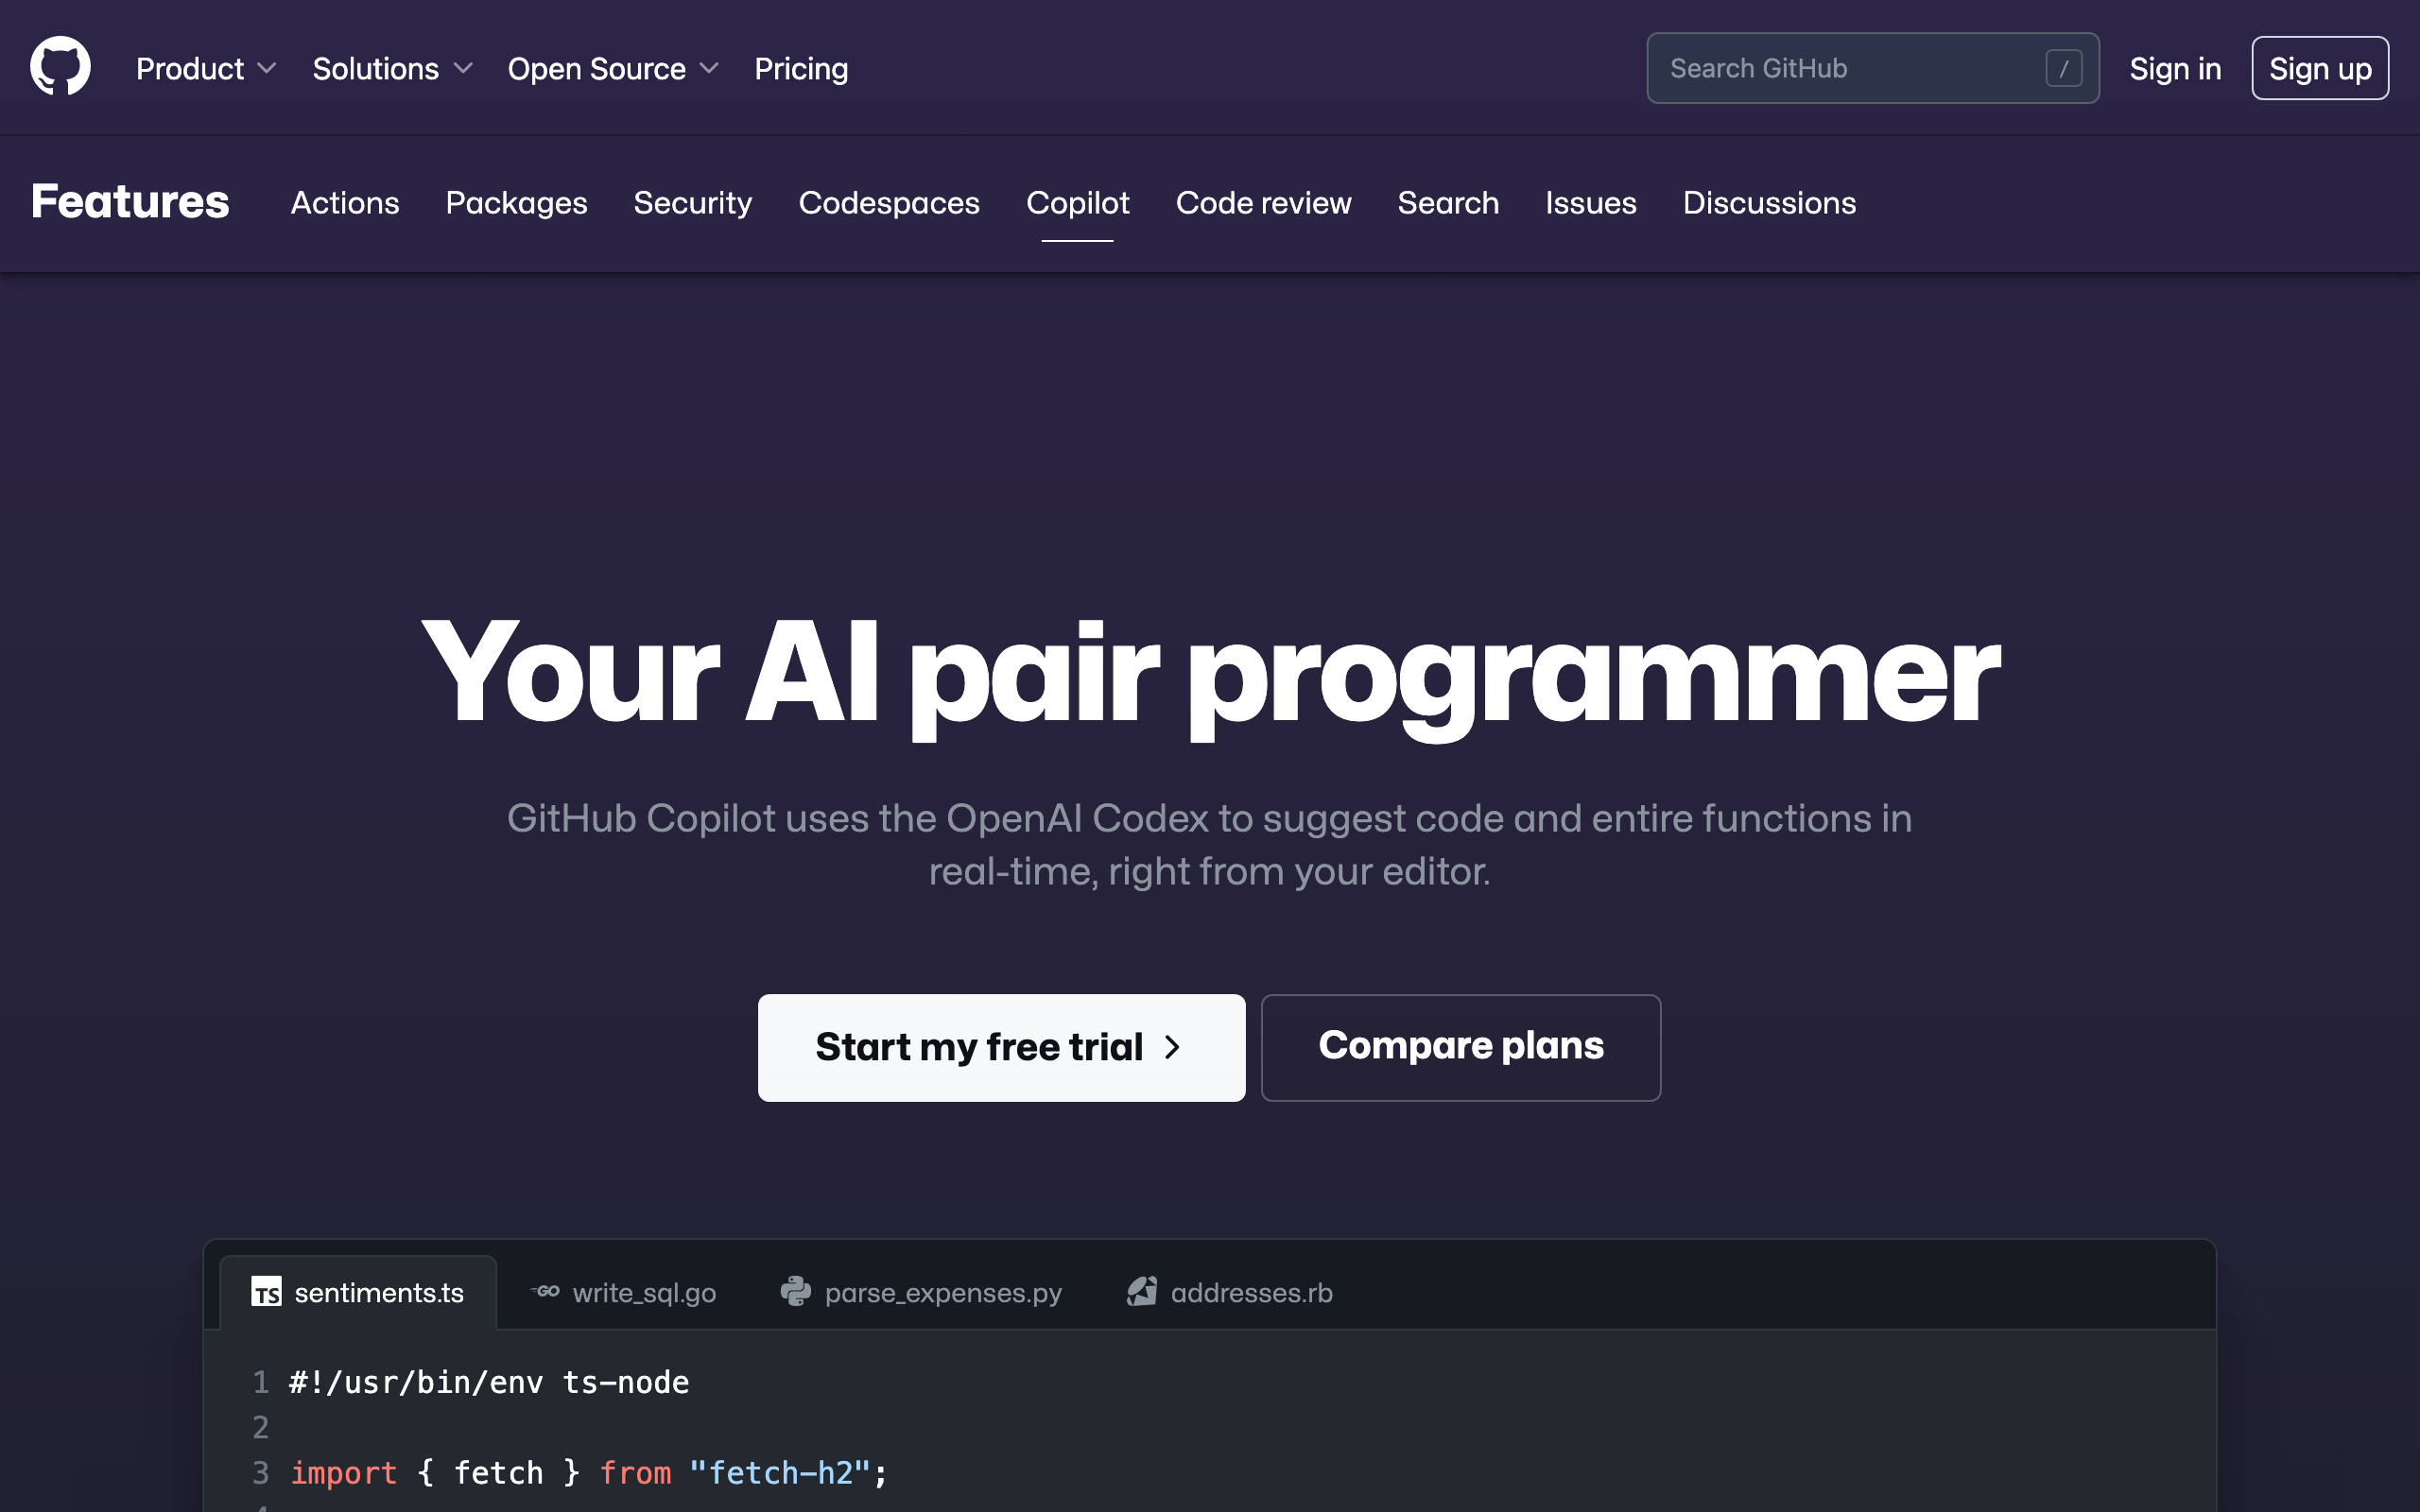 Product Solutions Open Source Pricing Search GitHub / Sign in Sign up
Features Actions Packages Security Codespaces Copilot Code review Search Issues Discussions
Your AI pair programmer
GitHub Copilot uses the OpenAI Codex to suggest code and entire functions in
real-time, right from your editor.
Start my free trial Compare plans
TS sentiments.ts GO write_sql.go parse_expenses.py addresses.rb
1 #!/usr/bin/env ts-node
2
3 import { fetch } from "fetch-h2";